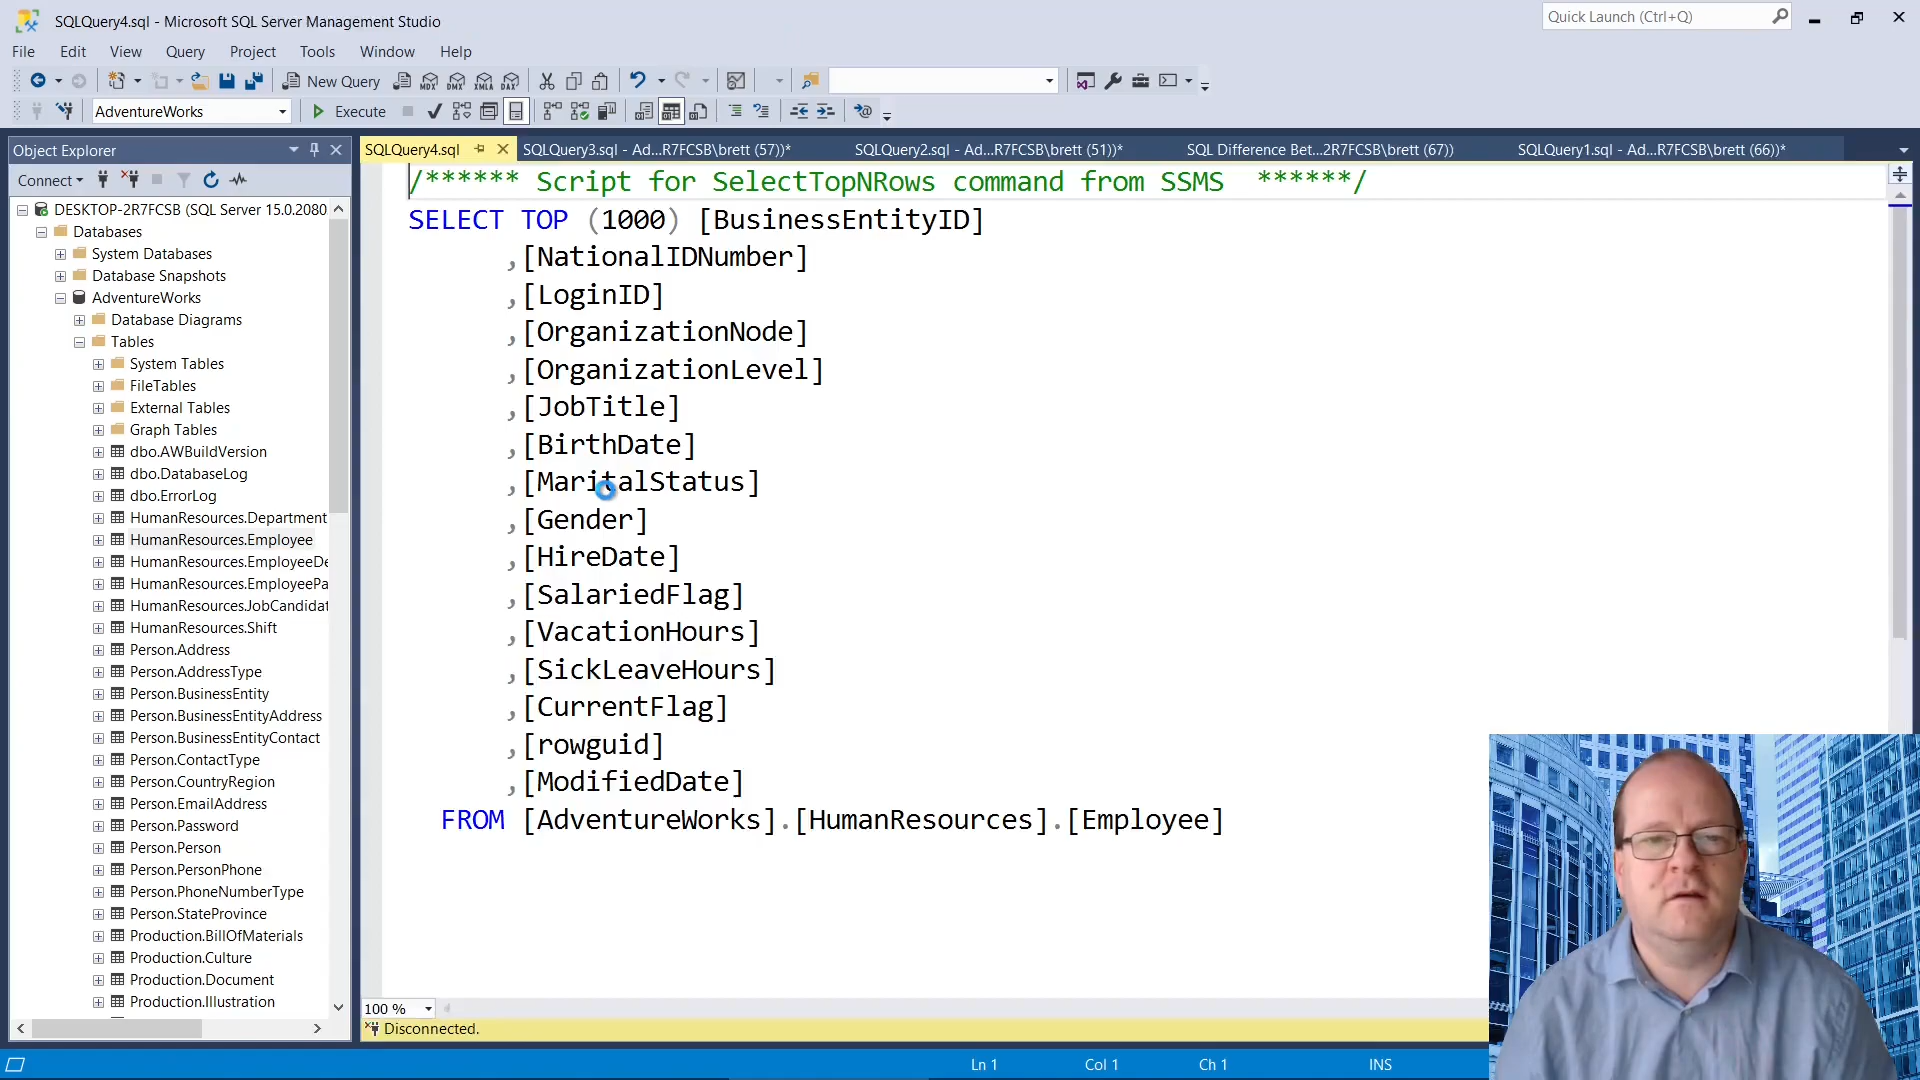 SQLQuery4.sql - Microsoft SQL Server Management Studio
Quick Launch (Ctrl+Q)
File Edit View Query Project Tools Window Help
New Query MDX DMX XMLA DAX
AdventureWorks Execute
Object Explorer
Connect
DESKTOP-2R7FCSB (SQL Server 15.0.2080
Databases
System Databases
Database Snapshots
AdventureWorks
Database Diagrams
Tables
System Tables
FileTables
External Tables
Graph Tables
dbo.AWBuildVersion
dbo.DatabaseLog
dbo.ErrorLog
HumanResources.Department
HumanResources.Employee
HumanResources.EmployeeDe
HumanResources.EmployeePa
HumanResources.JobCandidat
HumanResources.Shift
Person.Address
Person.AddressType
Person.BusinessEntity
Person.BusinessEntityAddress
Person.BusinessEntityContact
Person.ContactType
Person.CountryRegion
Person.EmailAddress
Person.Password
Person.Person
Person.PersonPhone
Person.PhoneNumberType
Person.StateProvince
Production.BillOfMaterials
Production.Culture
Production.Document
Production.Illustration
SQLQuery4.sql SQLQuery3.sql - Ad...R7FCSB\brett (57))* SQLQuery2.sql - Ad...R7FCSB\brett (51))* SQL Difference Bet...2R7FCSB\brett (67)) SQLQuery1.sql - Ad...R7FCSB\brett (66))*
/****** Script for SelectTopNRows command from SSMS ******/
SELECT TOP (1000) [BusinessEntityID]
,[NationalIDNumber]
,[LoginID]
,[OrganizationNode]
,[OrganizationLevel]
,[JobTitle]
,[BirthDate]
,[MaritalStatus]
,[Gender]
,[HireDate]
,[SalariedFlag]
,[VacationHours]
,[SickLeaveHours]
,[CurrentFlag]
,[rowguid]
,[ModifiedDate]
FROM [AdventureWorks].[HumanResources].[Employee]
100 %
Disconnected.
Ln 1 Col 1 Ch 1 INS